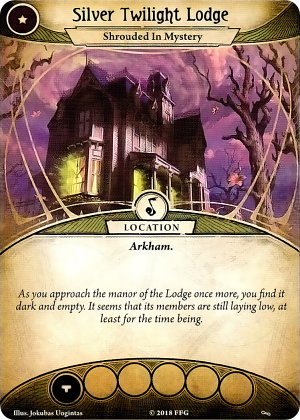 Silver Twilight Lodge
Shrouded In Mystery
LOCATION
Arkham.
As you approach the manor of the Lodge once more, you find it
dark and empty. It seems that its members are still laying low, at
least for the time being.
Illus. Jokubas Uogintas
© 2018 FFG